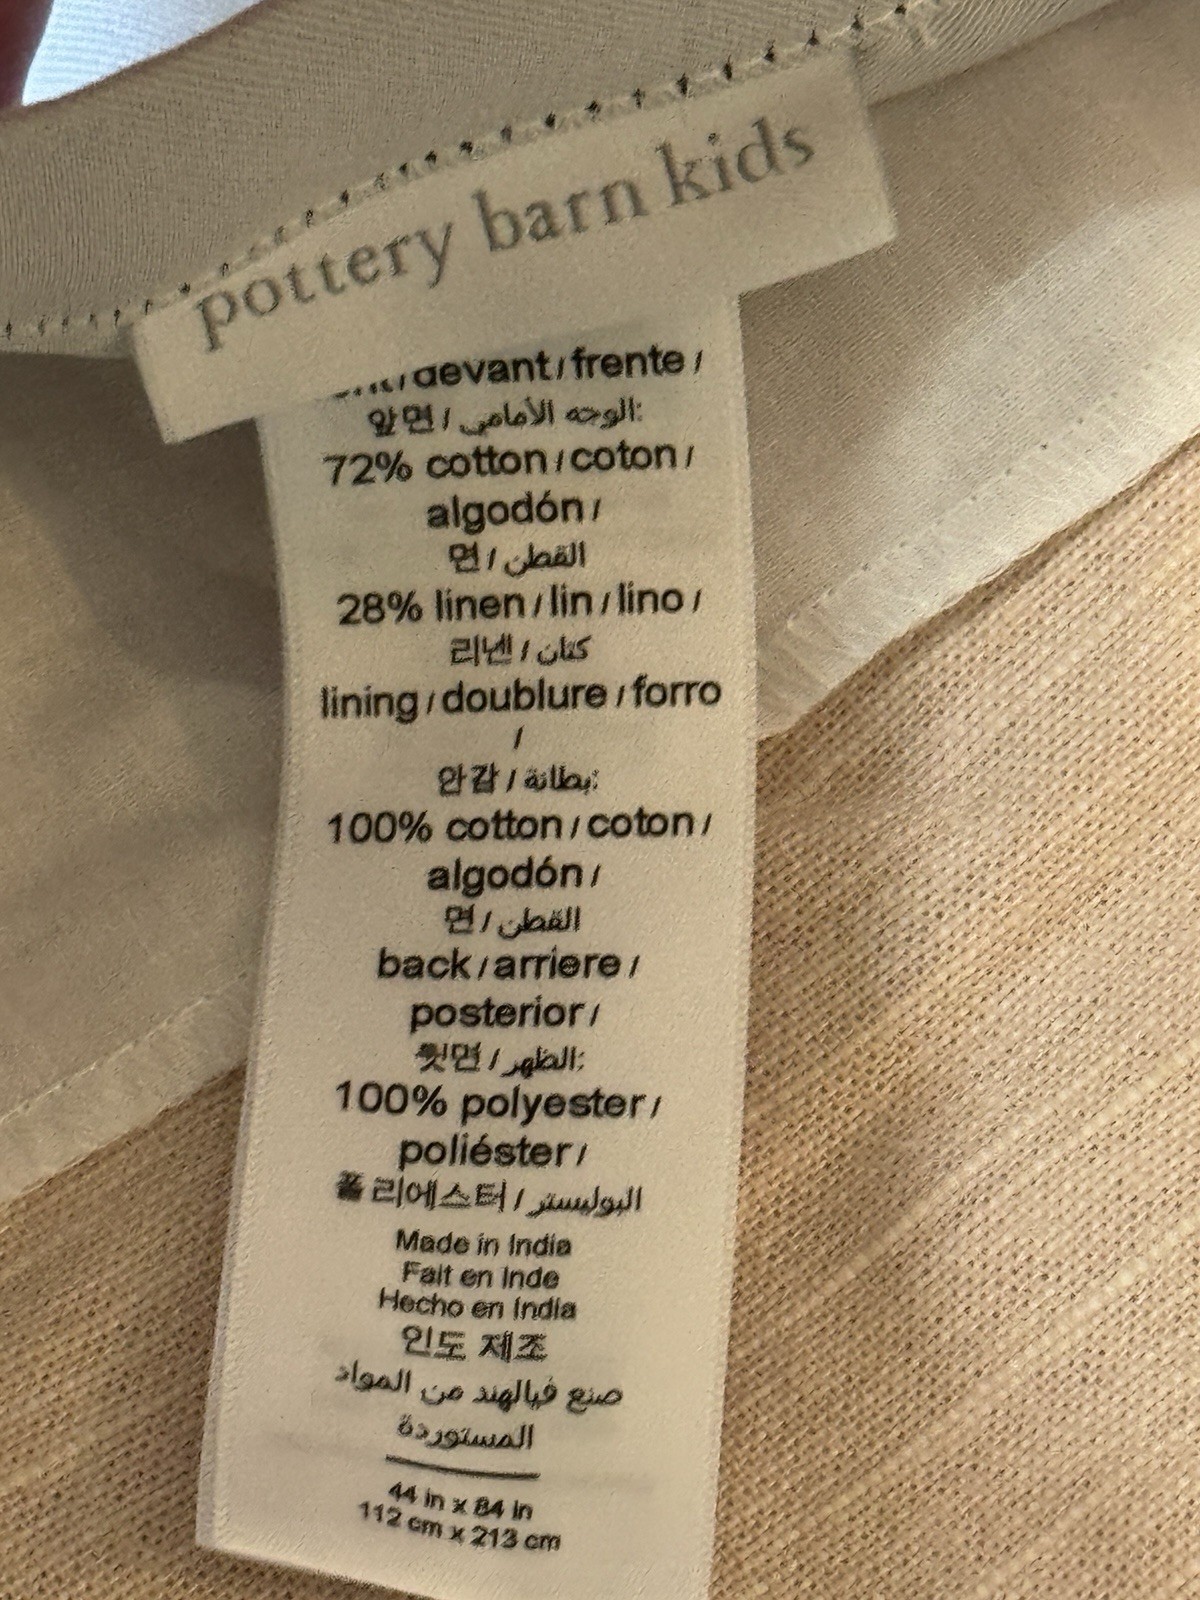 pottery barn kids
devant / frente /
앞면 / الوجه الأمامي:
72% cotton / coton /
algodón /
면 / القطن
28% linen / lin / lino /
리넨 / كتان
lining / doublure / forro
/
안감 / بطانة:
100% cotton / coton /
algodón /
면 / القطن
back / arriere /
posterior /
뒷면 / الظهر:
100% polyester /
poliéster /
폴리에스터 / البوليستر
Made in India
Fait en Inde
Hecho en India
인도 제조
صنع فيالهند من المواد
المستوردة
44 in x 84 in
112 cm x 213 cm